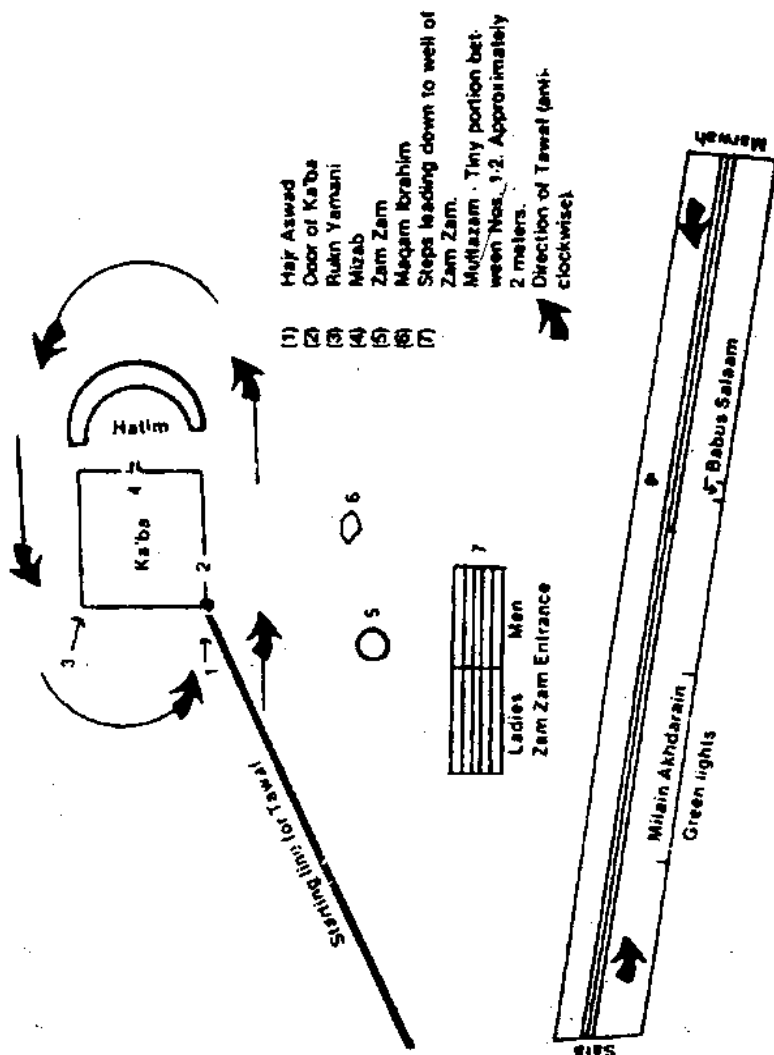 Hatim
Ka'ba
4
3
2
1
6
5
7
Starting line for Tawaf
Ladies Men
Zam Zam Entrance
(1) Hajr Aswad
(2) Door of Ka'ba
(3) Rukn Yamani
(4) Mizab
(5) Zam Zam
(6) Maqam Ibrahim
(7) Steps leading down to well of
Zam Zam.
Multazam - Tiny portion bet-
ween Nos. 1-2. Approximately
2 meters.
Direction of Tawaf (anti-
clockwise).
Safa
Milain Akhdarain
Green lights
Babus Salaam
Marwah